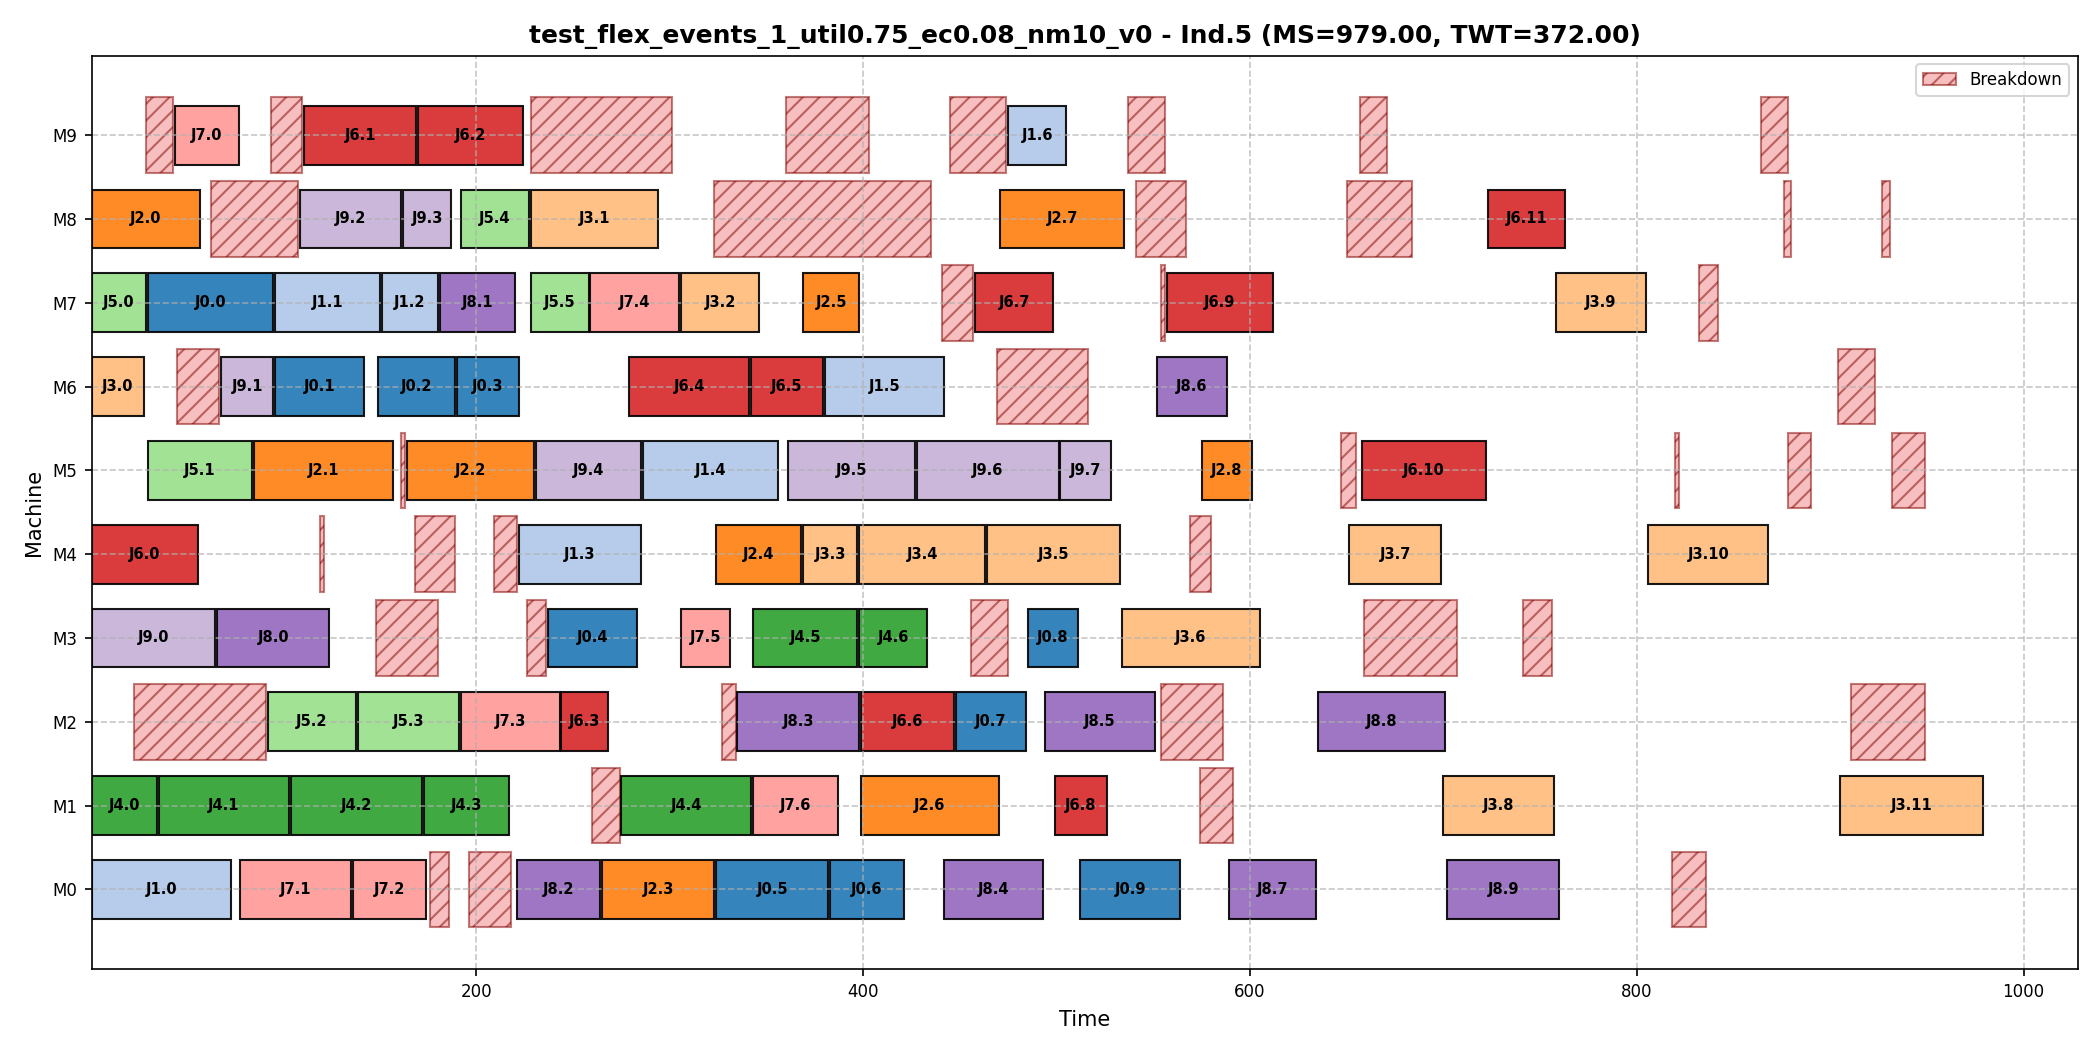 test_flex_events_1_util0.75_ec0.08_nm10_v0 - Ind.5 (MS=979.00, TWT=372.00)
Breakdown
M9 J7.0 J6.1 J6.2 J1.6
M8 J2.0 J9.2 J9.3 J5.4 J3.1 J2.7 J6.11
M7 J5.0 J0.0 J1.1 J1.2 J8.1 J5.5 J7.4 J3.2 J2.5 J6.7 J6.9 J3.9
M6 J3.0 J9.1 J0.1 J0.2 J0.3 J6.4 J6.5 J1.5 J8.6
M5 J5.1 J2.1 J2.2 J9.4 J1.4 J9.5 J9.6 J9.7 J2.8 J6.10
M4 J6.0 J1.3 J2.4 J3.3 J3.4 J3.5 J3.7 J3.10
M3 J9.0 J8.0 J0.4 J7.5 J4.5 J4.6 J0.8 J3.6
M2 J5.2 J5.3 J7.3 J6.3 J8.3 J6.6 J0.7 J8.5 J8.8
M1 J4.0 J4.1 J4.2 J4.3 J4.4 J7.6 J2.6 J6.8 J3.8 J3.11
M0 J1.0 J7.1 J7.2 J8.2 J2.3 J0.5 J0.6 J8.4 J0.9 J8.7 J8.9
Machine
200 400 600 800 1000
Time